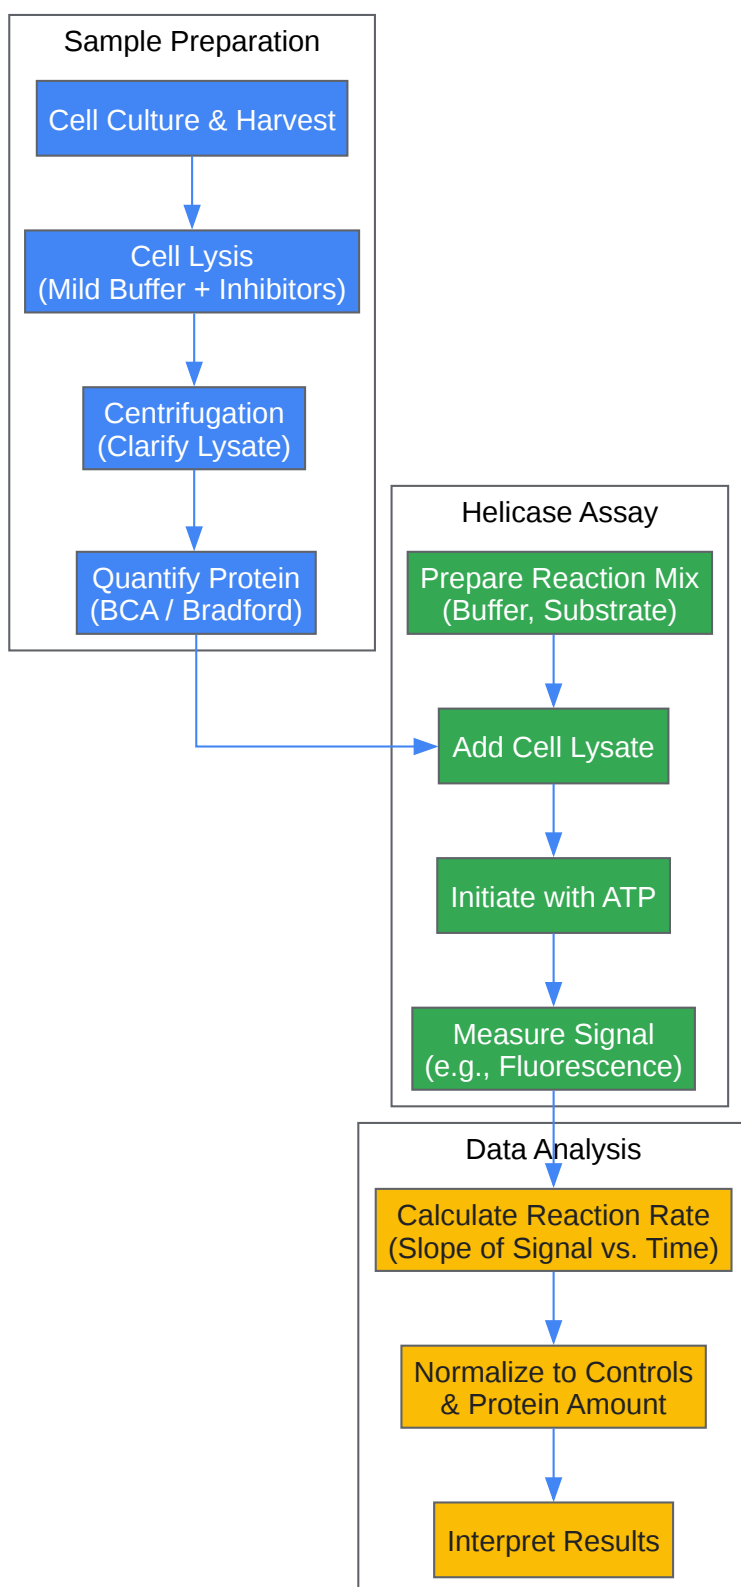 Sample Preparation
Cell Culture & Harvest
Cell Lysis
(Mild Buffer + Inhibitors)
Centrifugation
(Clarify Lysate)
Quantify Protein
(BCA / Bradford)
Helicase Assay
Prepare Reaction Mix
(Buffer, Substrate)
Add Cell Lysate
Initiate with ATP
Measure Signal
(e.g., Fluorescence)
Data Analysis
Calculate Reaction Rate
(Slope of Signal vs. Time)
Normalize to Controls
& Protein Amount
Interpret Results